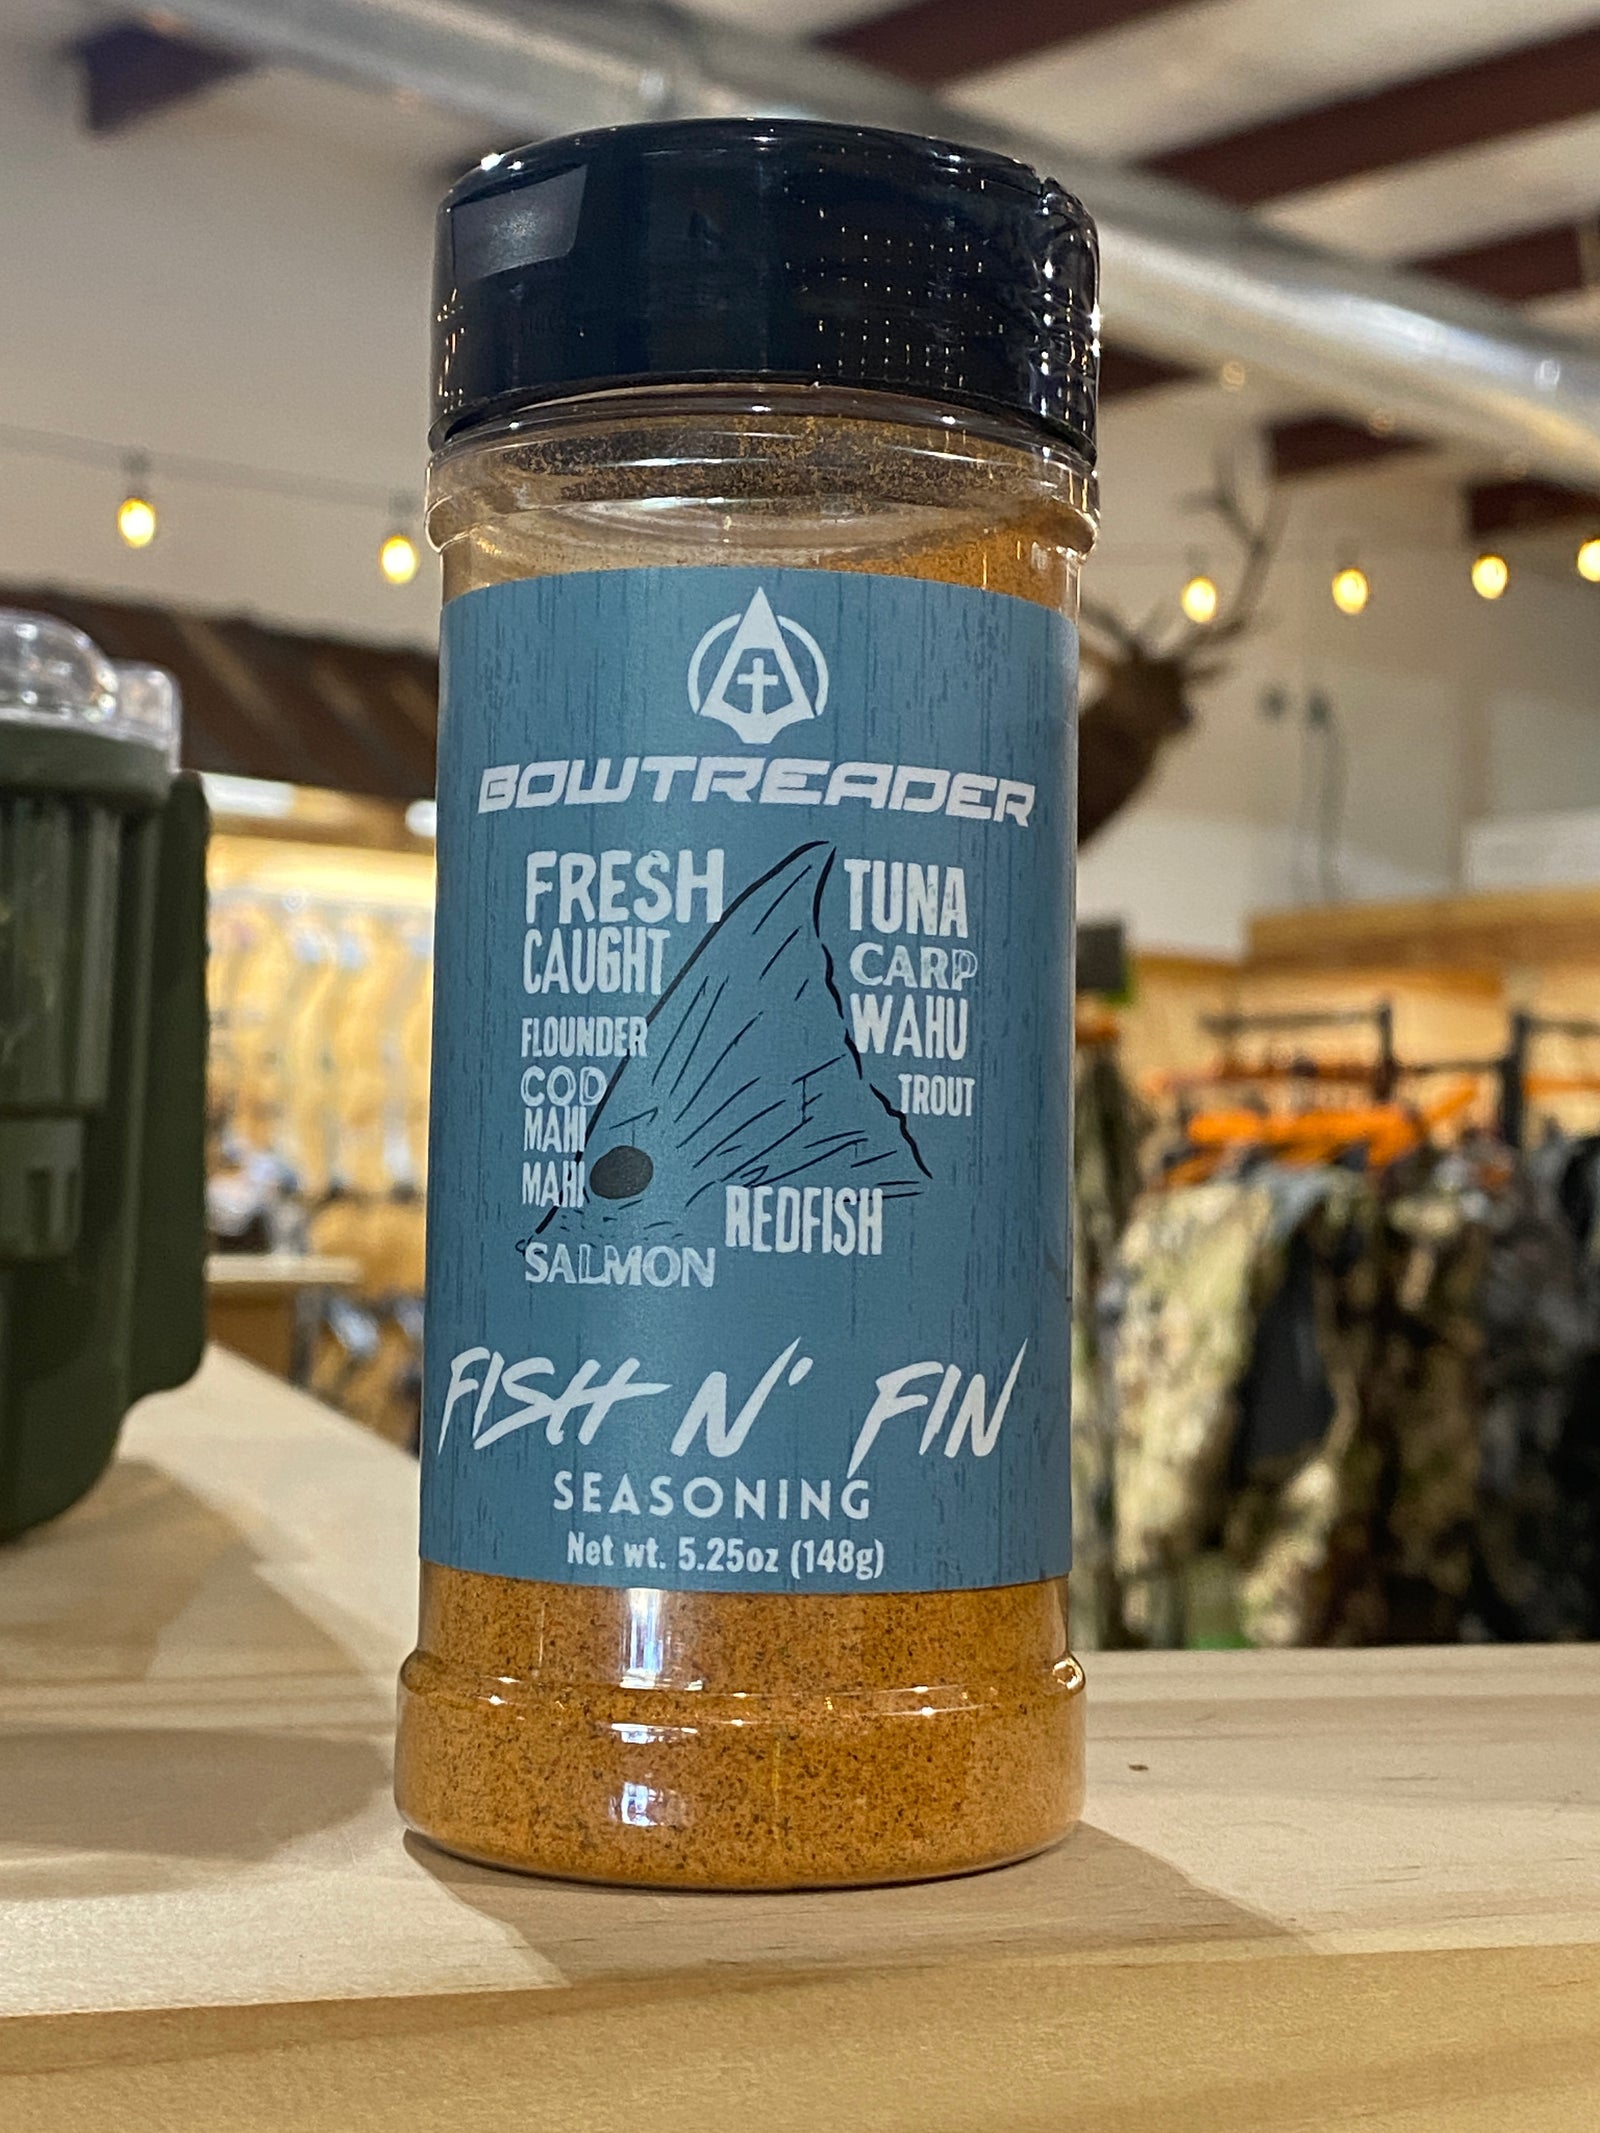 BOWTREADER
FRESH
CAUGHT
FLOUNDER
COD
MAHI
MAHI
SALMON
TUNA
CARP
WAHU
TROUT
REDFISH
FISH N' FIN
SEASONING
Net wt. 5.25oz (148g)